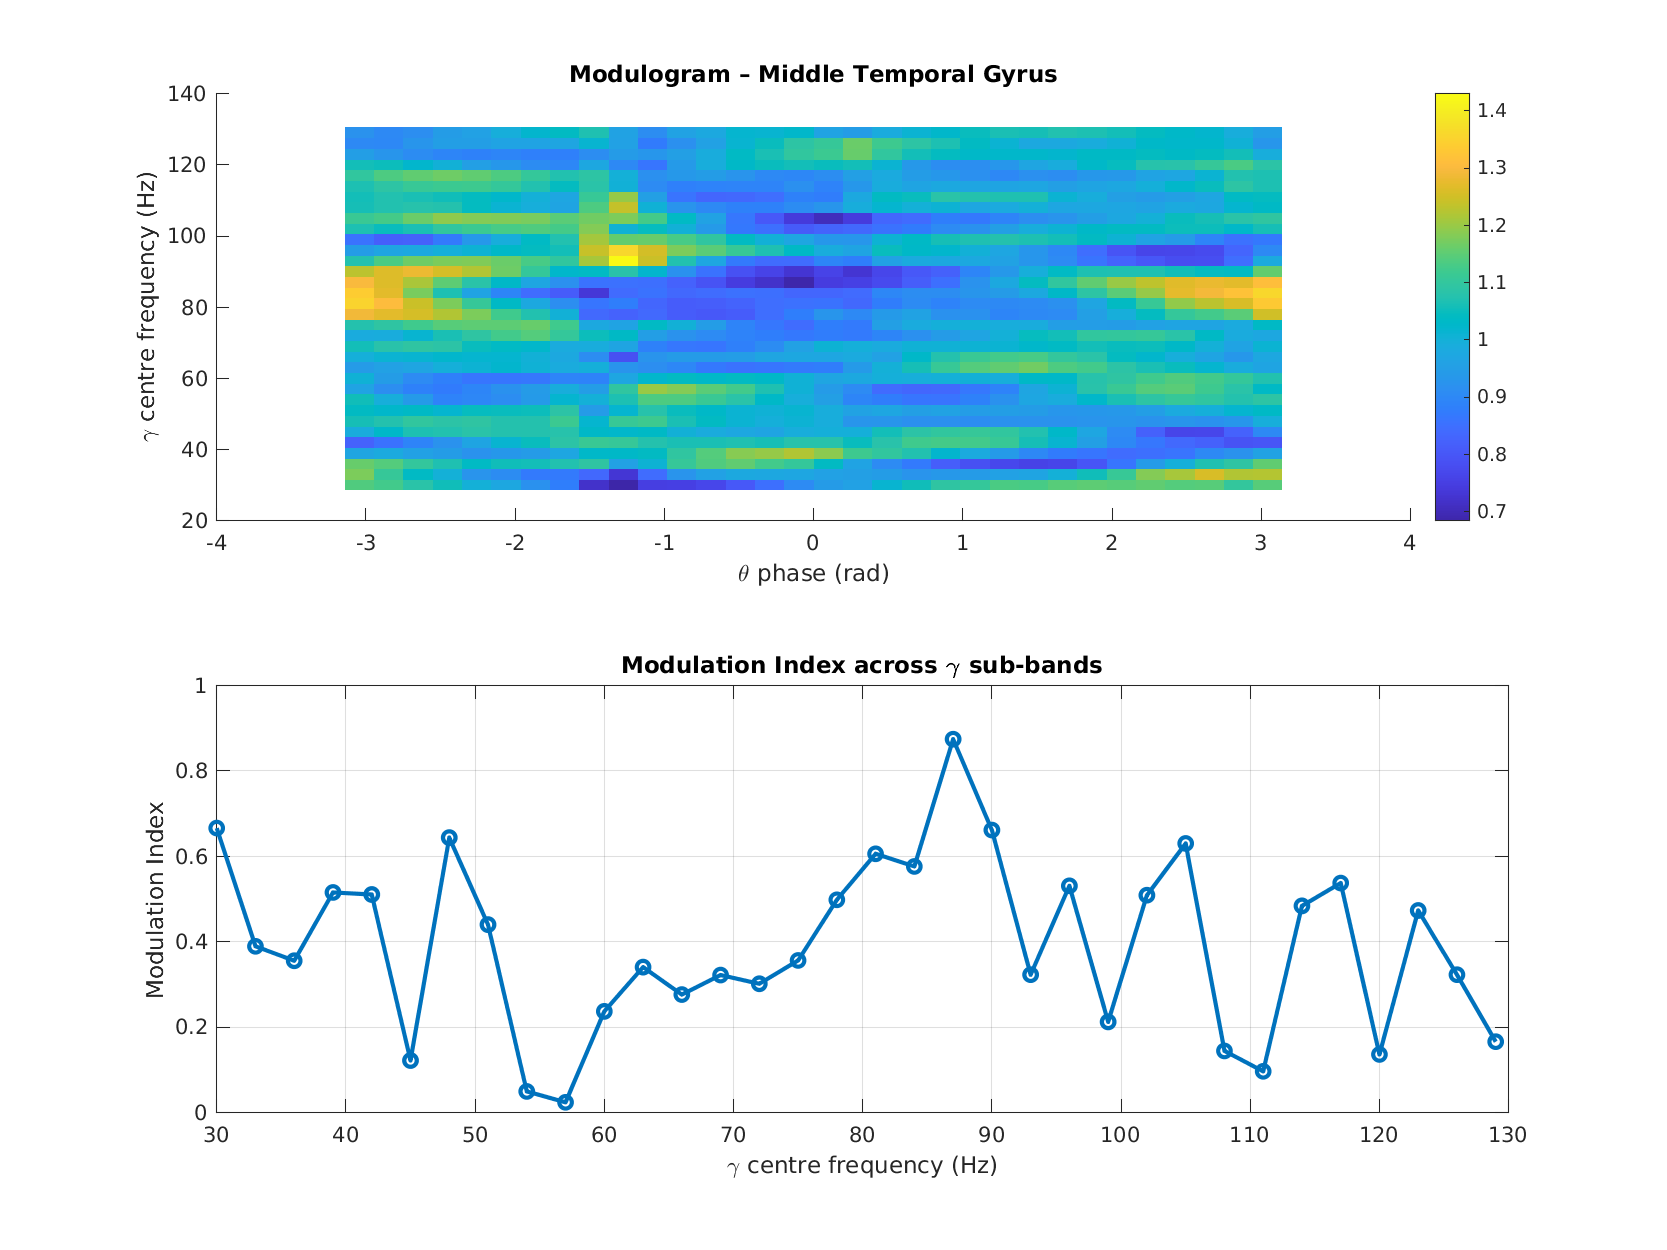 Modulogram – Middle Temporal Gyrus
γ centre frequency (Hz)
140
120
100
80
60
40
20
-4 -3 -2 -1 0 1 2 3 4
θ phase (rad)
1.4
1.3
1.2
1.1
1
0.9
0.8
0.7
Modulation Index across γ sub-bands
Modulation Index
1
0.8
0.6
0.4
0.2
0
30 40 50 60 70 80 90 100 110 120 130
γ centre frequency (Hz)